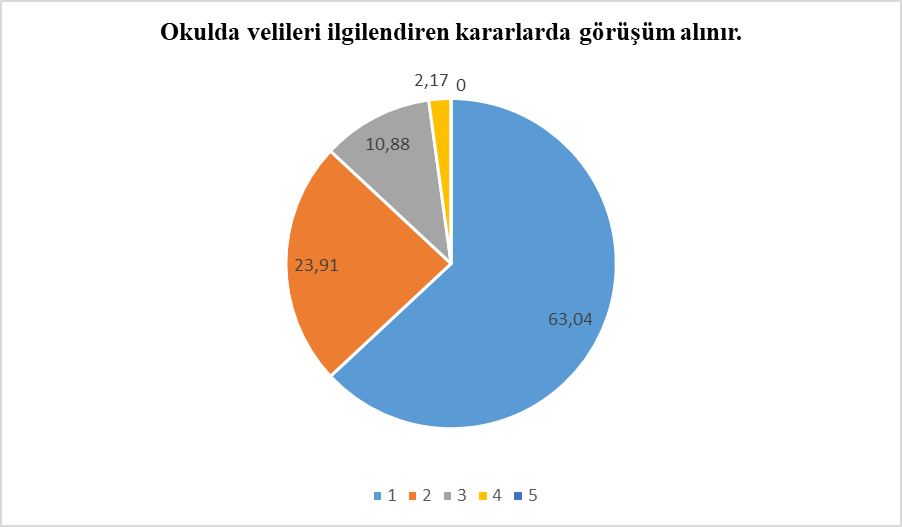 Okulda velileri ilgilendiren kararlarda görüşüm alınır.
2,17
0
10,88
23,91
63,04
1 2 3 4 5